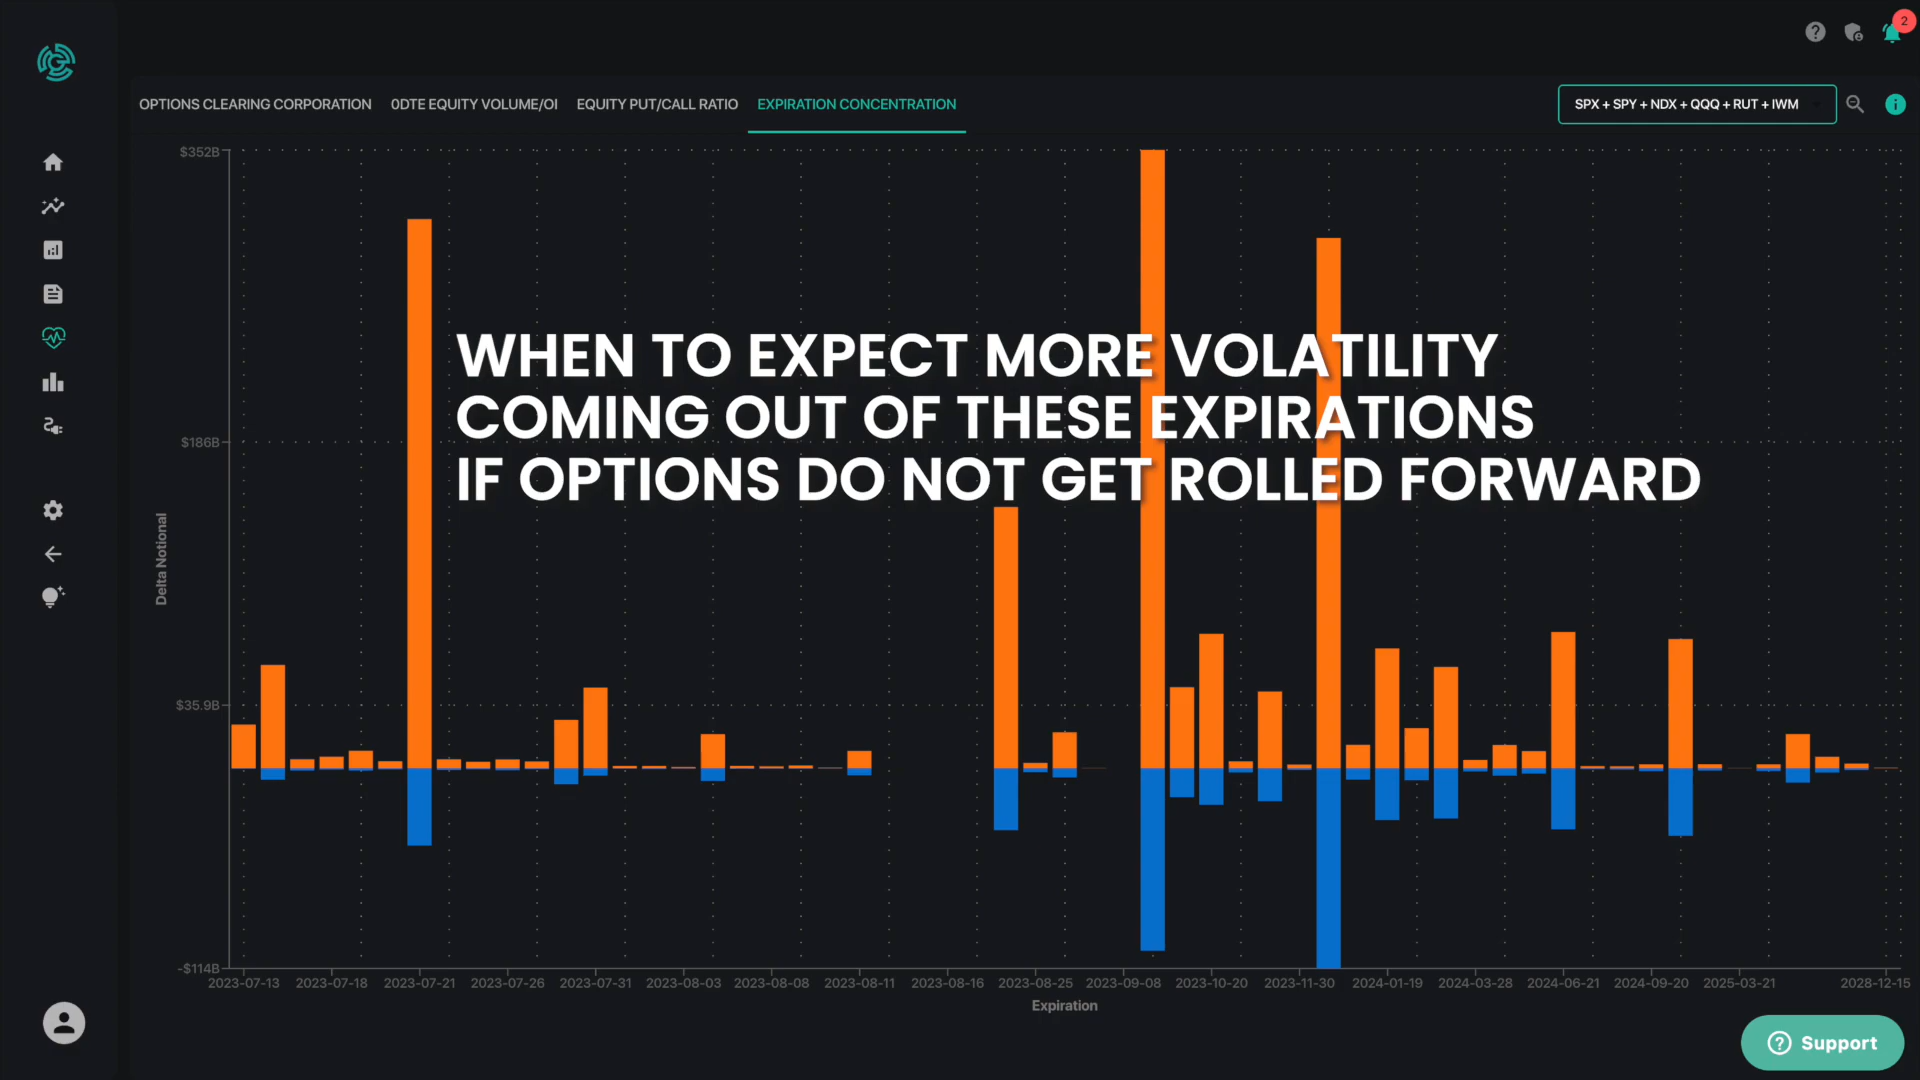 2
OPTIONS CLEARING CORPORATION
0DTE EQUITY VOLUME/OI
EQUITY PUT/CALL RATIO
EXPIRATION CONCENTRATION
SPX + SPY + NDX + QQQ + RUT + IWM
$352B
WHEN TO EXPECT MORE VOLATILITY
COMING OUT OF THESE EXPIRATIONS
IF OPTIONS DO NOT GET ROLLED FORWARD
$186B
Delta Notional
$35.9B
-$114B
2023-07-13 2023-07-18 2023-07-21 2023-07-26 2023-07-31 2023-08-03 2023-08-08 2023-08-11 2023-08-16 2023-08-25 2023-09-08 2023-10-20 2023-11-30 2024-01-19 2024-03-28 2024-06-21 2024-09-20 2025-03-21 2028-12-15
Expiration
Support